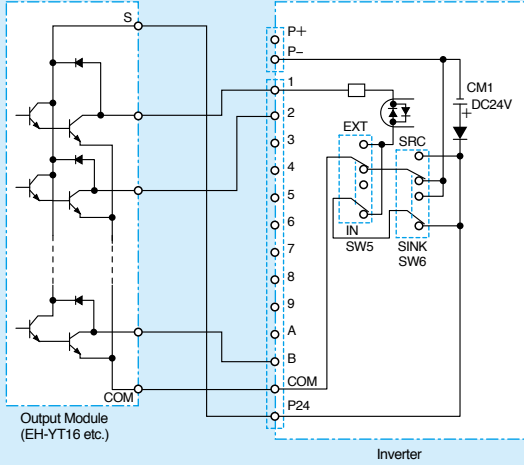 S
COM
Output Module
(EH-YT16 etc.)
P+
P−
1
2
3
4
5
6
7
8
9
A
B
COM
P24
EXT
IN
SW5
SRC
SINK
SW6
CM1
DC24V
+
Inverter